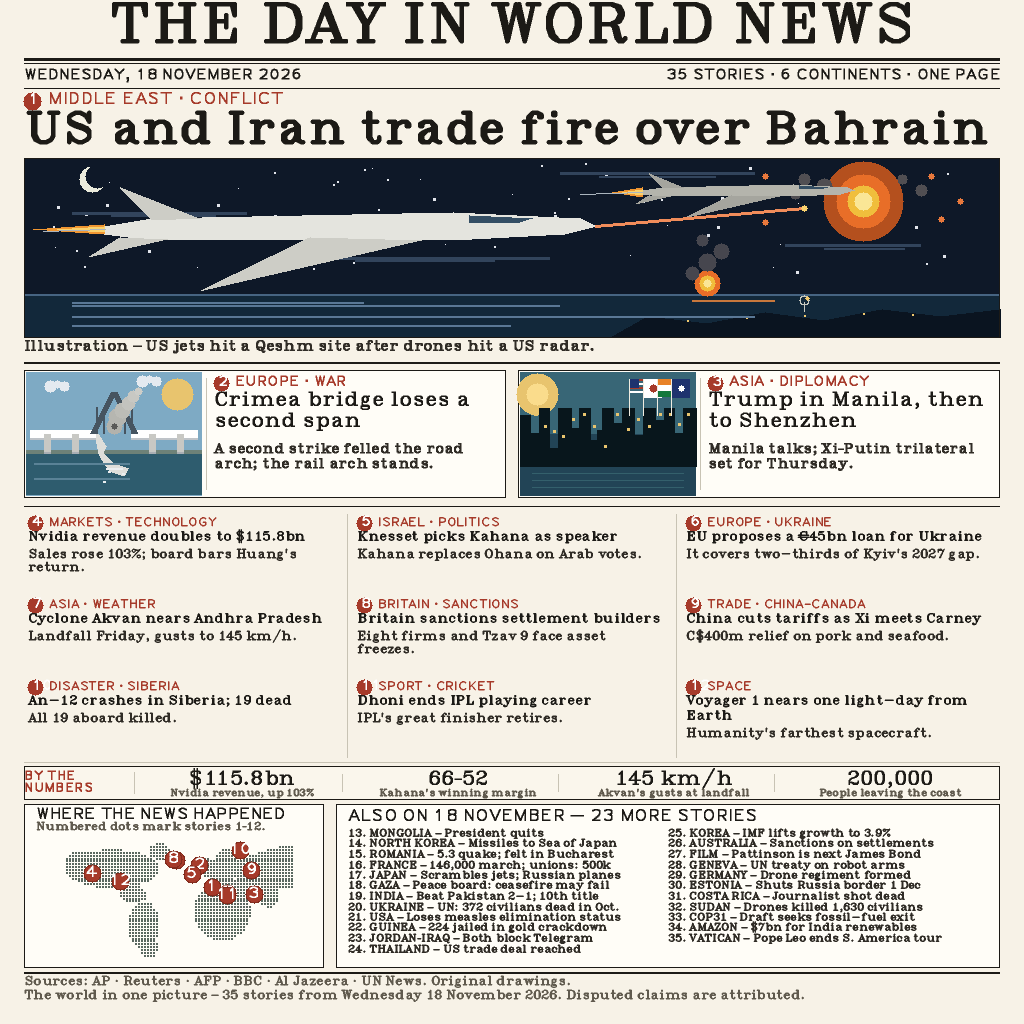 THE DAY IN WORLD NEWS
WEDNESDAY, 18 NOVEMBER 2026
35 STORIES · 6 CONTINENTS · ONE PAGE
1 MIDDLE EAST · CONFLICT
US and Iran trade fire over Bahrain
Illustration – US jets hit a Qeshm site after drones hit a US radar.
2 EUROPE · WAR
Crimea bridge loses a
second span
A second strike felled the road
arch; the rail arch stands.
3 ASIA · DIPLOMACY
Trump in Manila, then
to Shenzhen
Manila talks; Xi-Putin trilateral
set for Thursday.
4 MARKETS · TECHNOLOGY
Nvidia revenue doubles to $115.8bn
Sales rose 103%; board bars Huang's
return.
5 ISRAEL · POLITICS
Knesset picks Kahana as speaker
Kahana replaces Ohana on Arab votes.
6 EUROPE · UKRAINE
EU proposes a €45bn loan for Ukraine
It covers two-thirds of Kyiv's 2027 gap.
7 ASIA · WEATHER
Cyclone Akvan nears Andhra Pradesh
Landfall Friday, gusts to 145 km/h.
8 BRITAIN · SANCTIONS
Britain sanctions settlement builders
Eight firms and Tzav 9 face asset
freezes.
9 TRADE · CHINA-CANADA
China cuts tariffs as Xi meets Carney
C$400m relief on pork and seafood.
1 DISASTER · SIBERIA
An-12 crashes in Siberia; 19 dead
All 19 aboard killed.
1 SPORT · CRICKET
Dhoni ends IPL playing career
IPL's great finisher retires.
1 SPACE
Voyager 1 nears one light-day from
Earth
Humanity's farthest spacecraft.
BY THE
NUMBERS
$115.8bn
Nvidia revenue, up 103%
66-52
Kahana's winning margin
145 km/h
Akvan's gusts at landfall
200,000
People leaving the coast
WHERE THE NEWS HAPPENED
Numbered dots mark stories 1-12.
8
2
5
10
9
4
12
1
11
3
ALSO ON 18 NOVEMBER — 23 MORE STORIES
13. MONGOLIA – President quits
14. NORTH KOREA – Missiles to Sea of Japan
15. ROMANIA – 5.3 quake; felt in Bucharest
16. FRANCE – 146,000 march; unions: 500k
17. JAPAN – Scrambles jets; Russian planes
18. GAZA – Peace board: ceasefire may fail
19. INDIA – Beat Pakistan 2-1; 10th title
20. UKRAINE – UN: 372 civilians dead in Oct.
21. USA – Loses measles elimination status
22. GUINEA – 224 jailed in gold crackdown
23. JORDAN-IRAQ – Both block Telegram
24. THAILAND – US trade deal reached
25. KOREA – IMF lifts growth to 3.9%
26. AUSTRALIA – Sanctions on settlements
27. FILM – Pattinson is next James Bond
28. GENEVA – UN treaty on robot arms
29. GERMANY – Drone regiment formed
30. ESTONIA – Shuts Russia border 1 Dec
31. COSTA RICA – Journalist shot dead
32. SUDAN – Drones killed 1,630 civilians
33. COP31 – Draft seeks fossil-fuel exit
34. AMAZON – $7bn for India renewables
35. VATICAN – Pope Leo ends S. America tour
Sources: AP · Reuters · AFP · BBC · Al Jazeera · UN News. Original drawings.
The world in one picture – 35 stories from Wednesday 18 November 2026. Disputed claims are attributed.